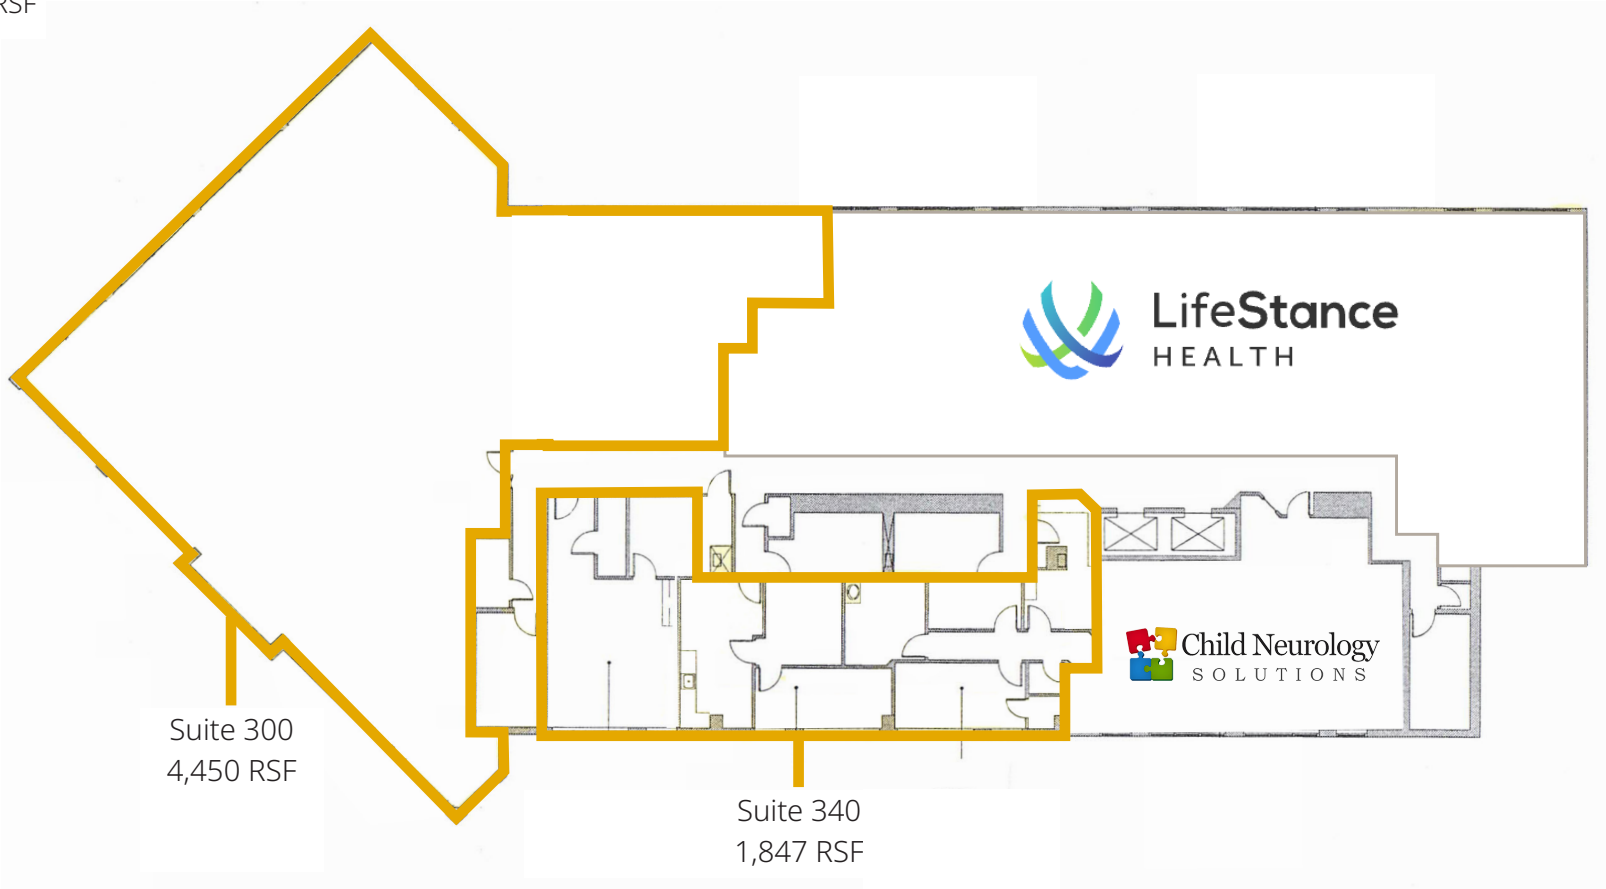 RSF
LifeStance
HEALTH
Child Neurology
SOLUTIONS
Suite 300
4,450 RSF
Suite 340
1,847 RSF